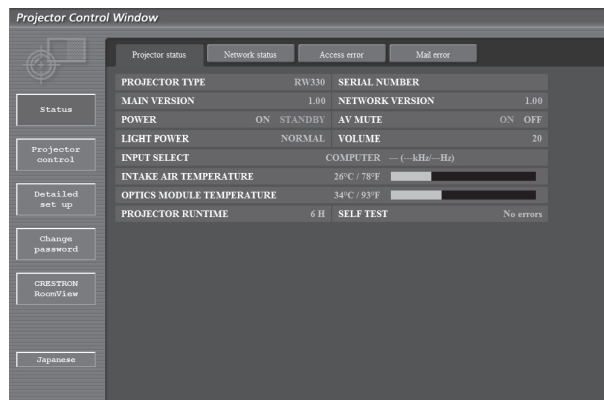 Projector Control Window
Projector status Network status Access error Mail error
PROJECTOR TYPE RW330 SERIAL NUMBER
MAIN VERSION 1.00 NETWORK VERSION 1.00
POWER ON STANDBY AV MUTE ON OFF
LIGHT POWER NORMAL VOLUME 20
INPUT SELECT COMPUTER --- (---kHz/---Hz)
INTAKE AIR TEMPERATURE 26°C / 78°F
OPTICS MODULE TEMPERATURE 34°C / 93°F
PROJECTOR RUNTIME 6 H SELF TEST No errors
Status
Projector
control
Detailed
set up
Change
password
CRESTRON
RoomView
Japanese